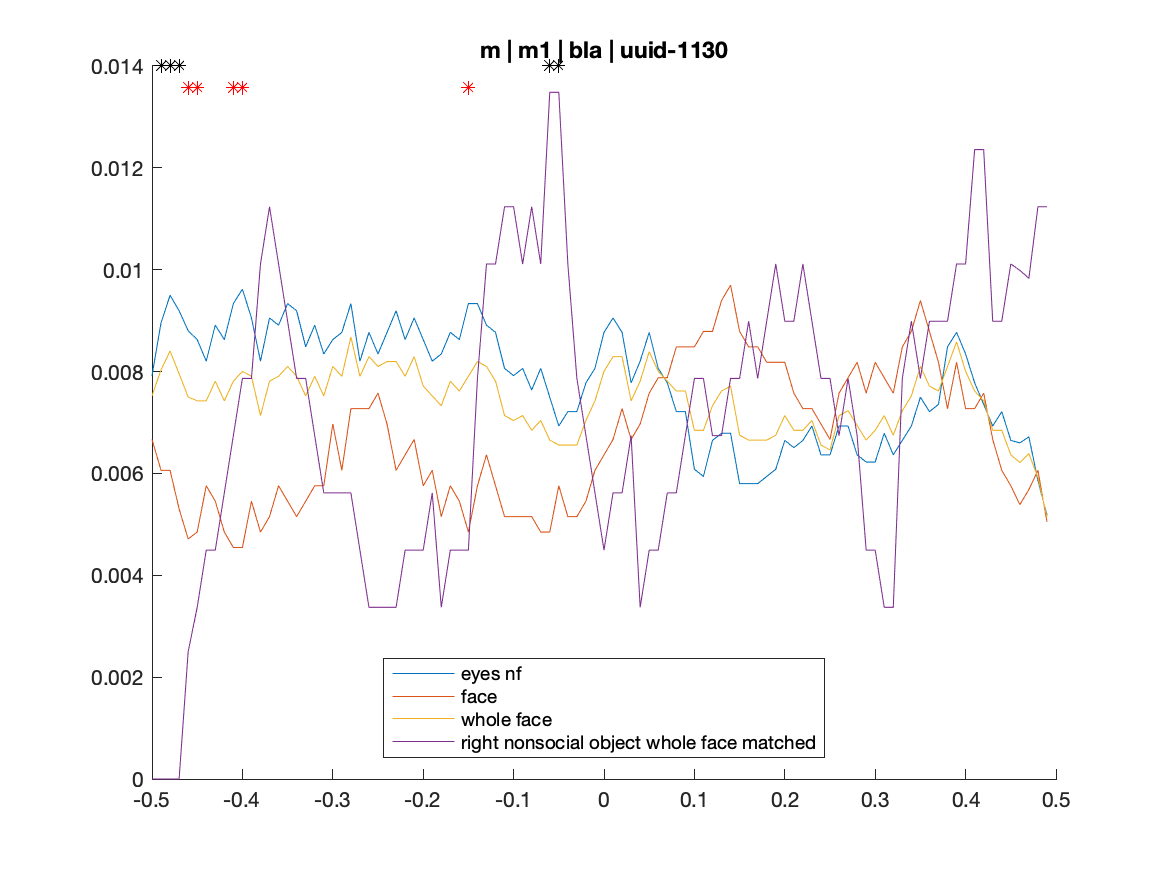 m | m1 | bla | uuid-1130
0.014
0.012
0.01
0.008
0.006
0.004
0.002
0
-0.5 -0.4 -0.3 -0.2 -0.1 0 0.1 0.2 0.3 0.4 0.5
eyes nf
face
whole face
right nonsocial object whole face matched